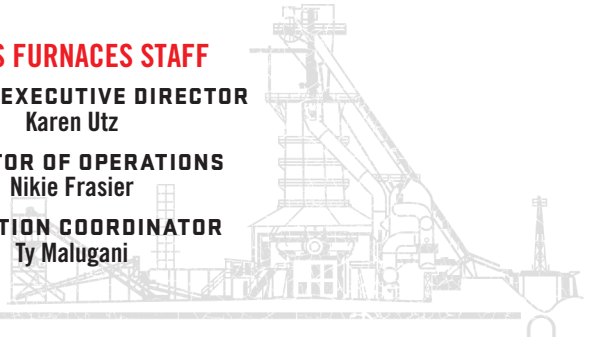 S FURNACES STAFF
EXECUTIVE DIRECTOR
Karen Utz
TOR OF OPERATIONS
Nikie Frasier
TION COORDINATOR
Ty Malugani